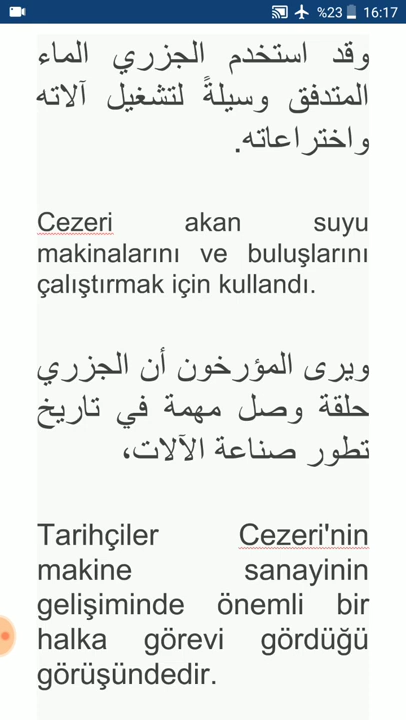 %23 16:17
وقد استخدم الجزري الماء
المتدفق وسيلةً لتشغيل آلاته
واختراعاته.
Cezeri akan suyu
makinalarını ve buluşlarını
çalıştırmak için kullandı.
ويرى المؤرخون أن الجزري
حلقة وصل مهمة في تاريخ
تطور صناعة الآلات،
Tarihçiler Cezeri'nin
makine sanayinin
gelişiminde önemli bir
halka görevi gördüğü
görüşündedir.